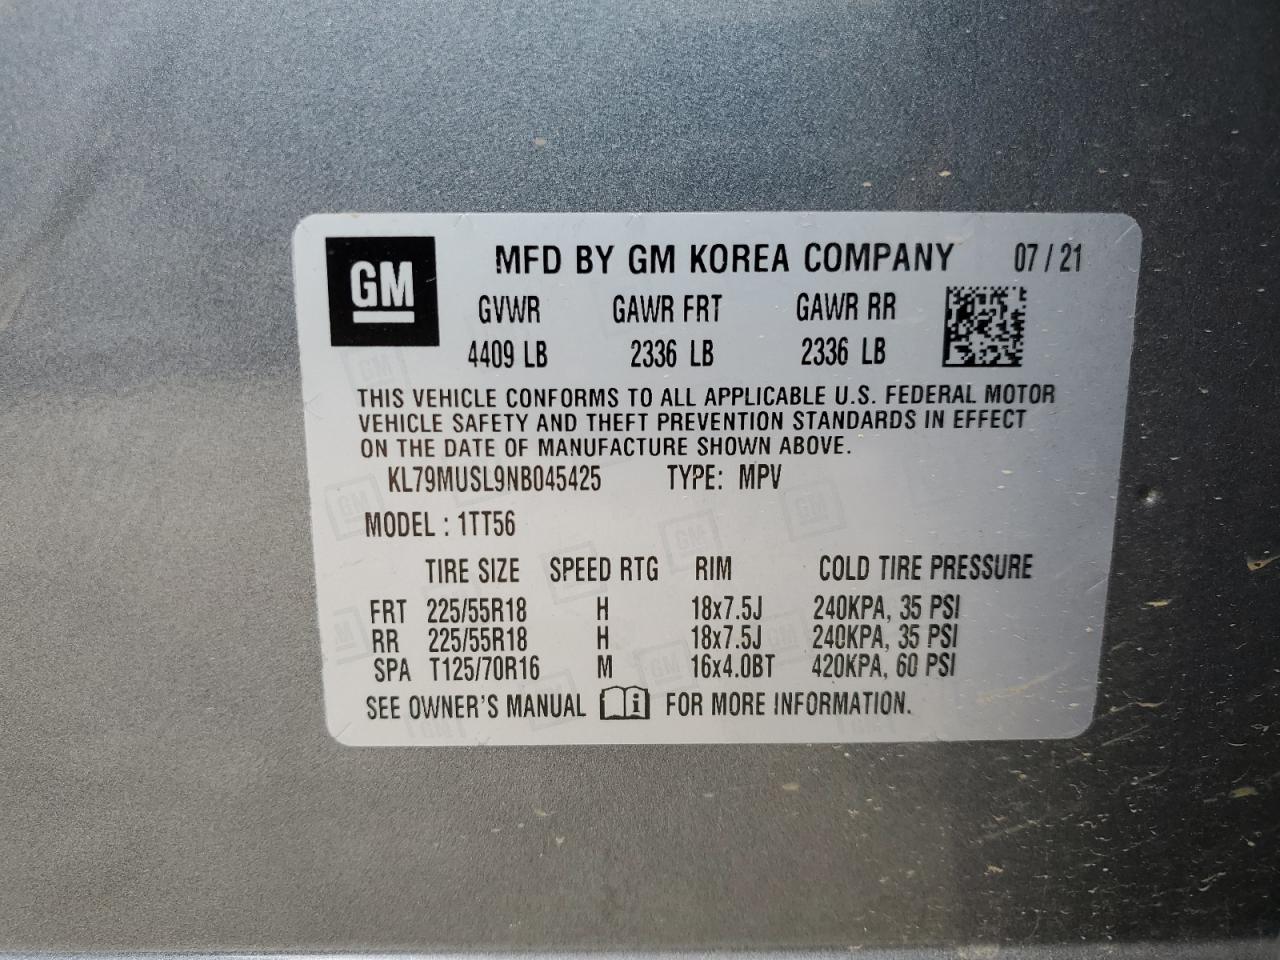 GM
MFD BY GM KOREA COMPANY 07/21
GVWR GAWR FRT GAWR RR
4409 LB 2336 LB 2336 LB
THIS VEHICLE CONFORMS TO ALL APPLICABLE U.S. FEDERAL MOTOR
VEHICLE SAFETY AND THEFT PREVENTION STANDARDS IN EFFECT
ON THE DATE OF MANUFACTURE SHOWN ABOVE.
KL79MUSL9NB045425 TYPE: MPV
MODEL : 1TT56
TIRE SIZE SPEED RTG RIM COLD TIRE PRESSURE
FRT 225/55R18 H 18x7.5J 240KPA, 35 PSI
RR 225/55R18 H 18x7.5J 240KPA, 35 PSI
SPA T125/70R16 M 16x4.0BT 420KPA, 60 PSI
SEE OWNER'S MANUAL i FOR MORE INFORMATION.